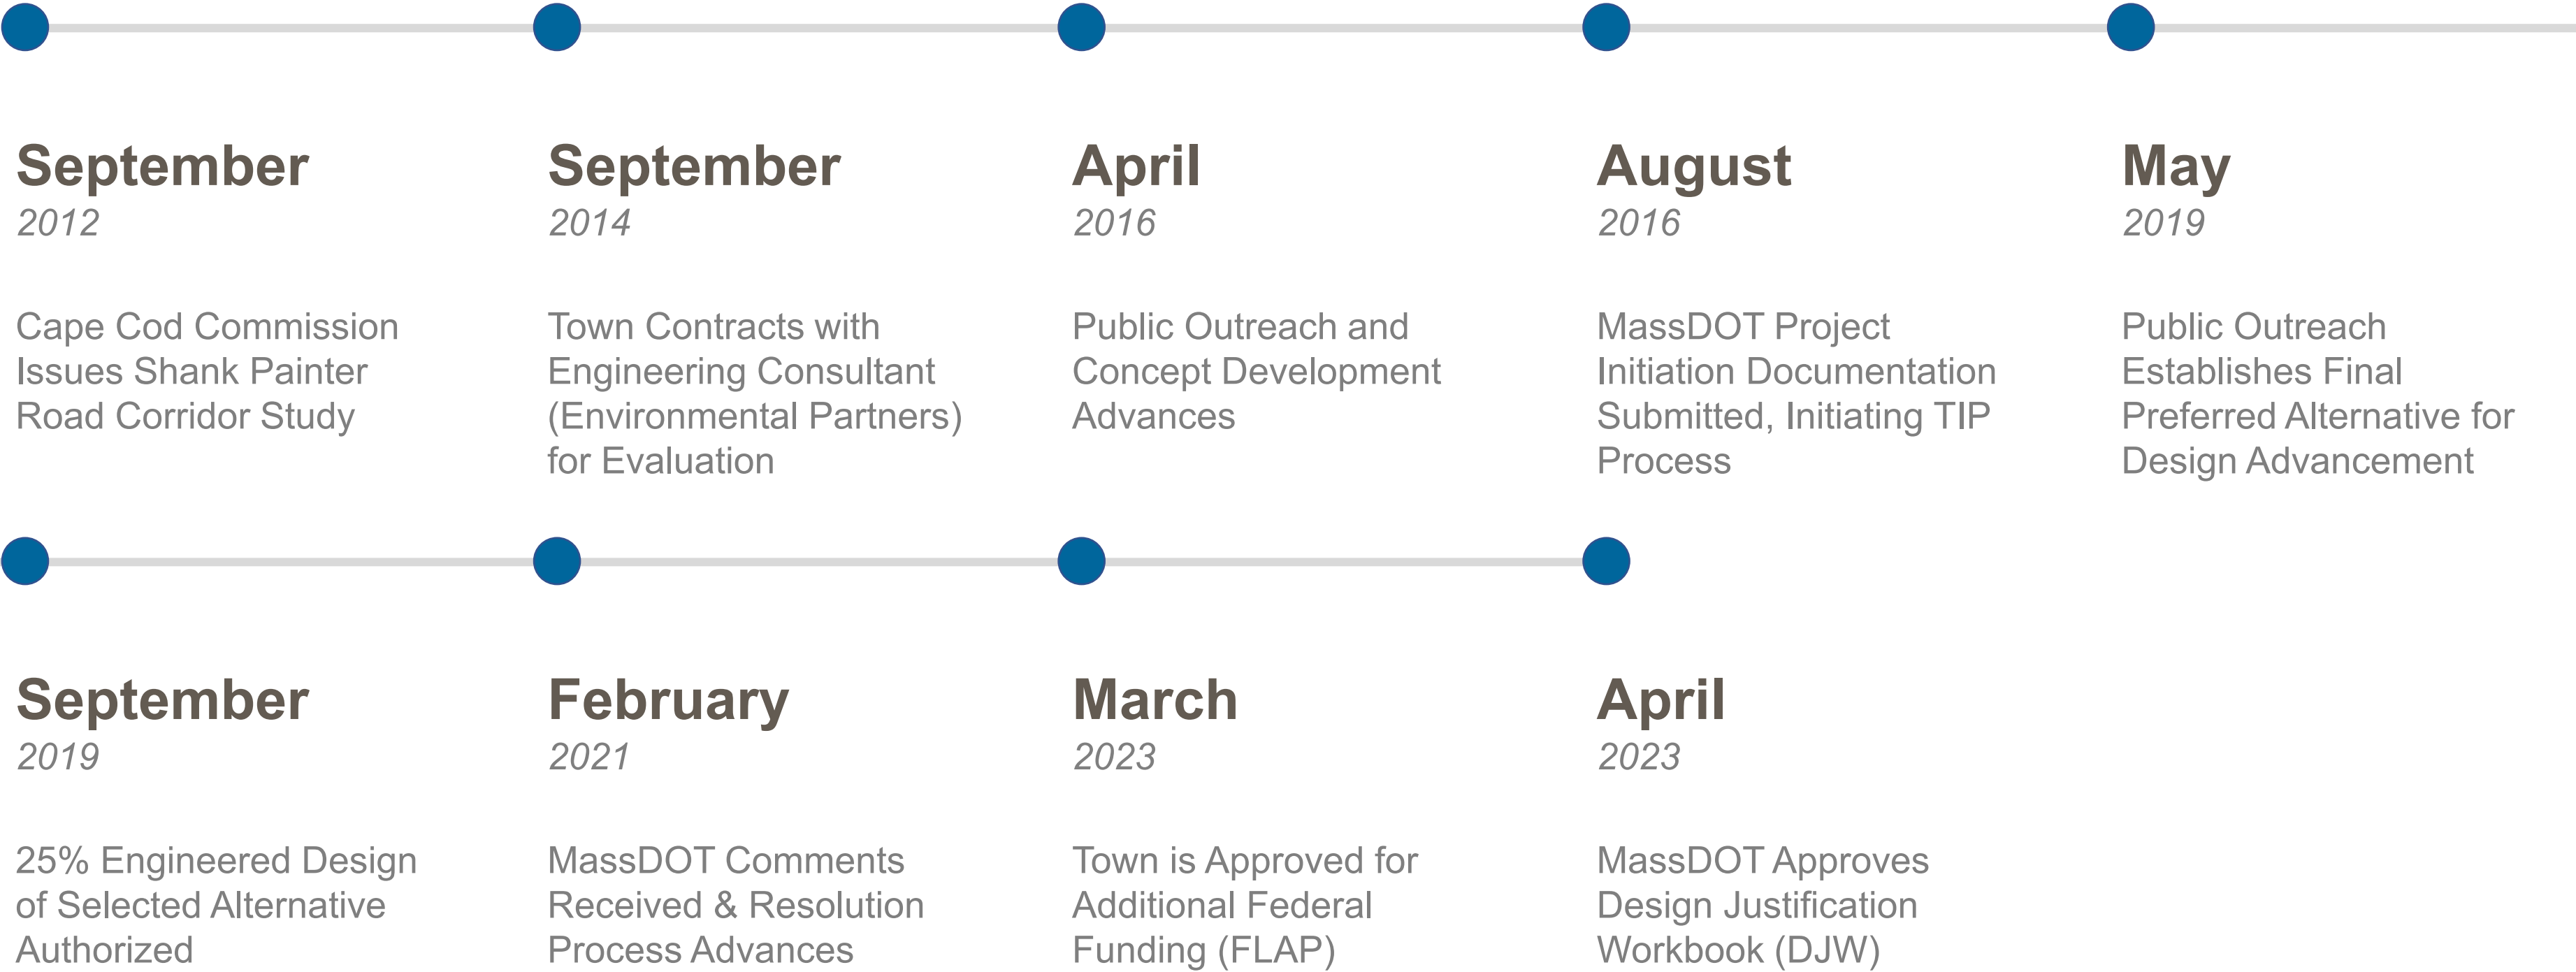 September
2012
Cape Cod Commission
Issues Shank Painter
Road Corridor Study
September
2014
Town Contracts with
Engineering Consultant
(Environmental Partners)
for Evaluation
April
2016
Public Outreach and
Concept Development
Advances
August
2016
MassDOT Project
Initiation Documentation
Submitted, Initiating TIP
Process
May
2019
Public Outreach
Establishes Final
Preferred Alternative for
Design Advancement
September
2019
25% Engineered Design
of Selected Alternative
Authorized
February
2021
MassDOT Comments
Received & Resolution
Process Advances
March
2023
Town is Approved for
Additional Federal
Funding (FLAP)
April
2023
MassDOT Approves
Design Justification
Workbook (DJW)